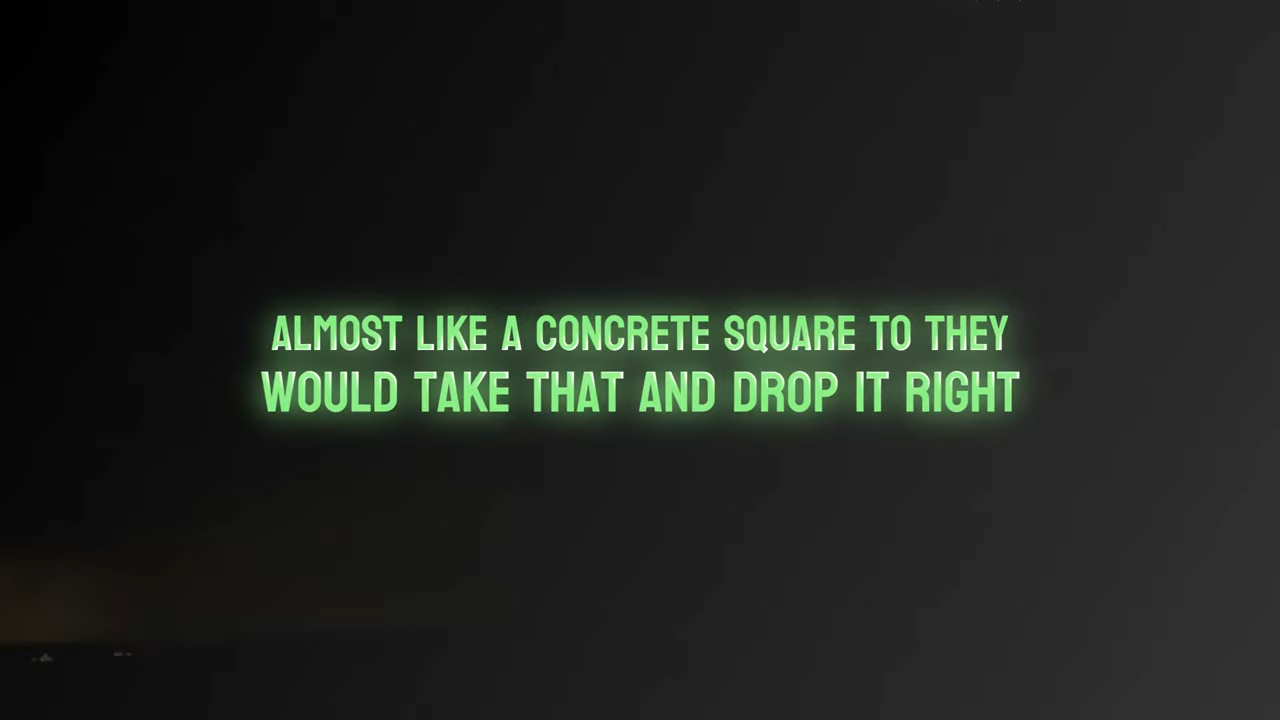 ALMOST LIKE A CONCRETE SQUARE TO THEY
WOULD TAKE THAT AND DROP IT RIGHT